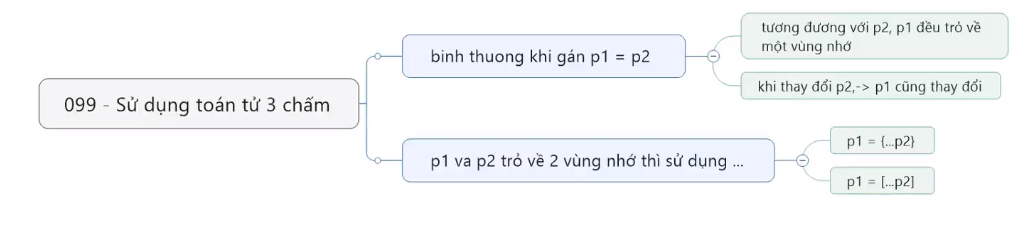 099 - Sử dụng toán tử 3 chấm
binh thuong khi gán p1 = p2
tương đương với p2, p1 đều trỏ về
một vùng nhớ
khi thay đổi p2,-> p1 cũng thay đổi
p1 va p2 trỏ về 2 vùng nhớ thì sử dụng ...
p1 = {...p2}
p1 = [...p2]